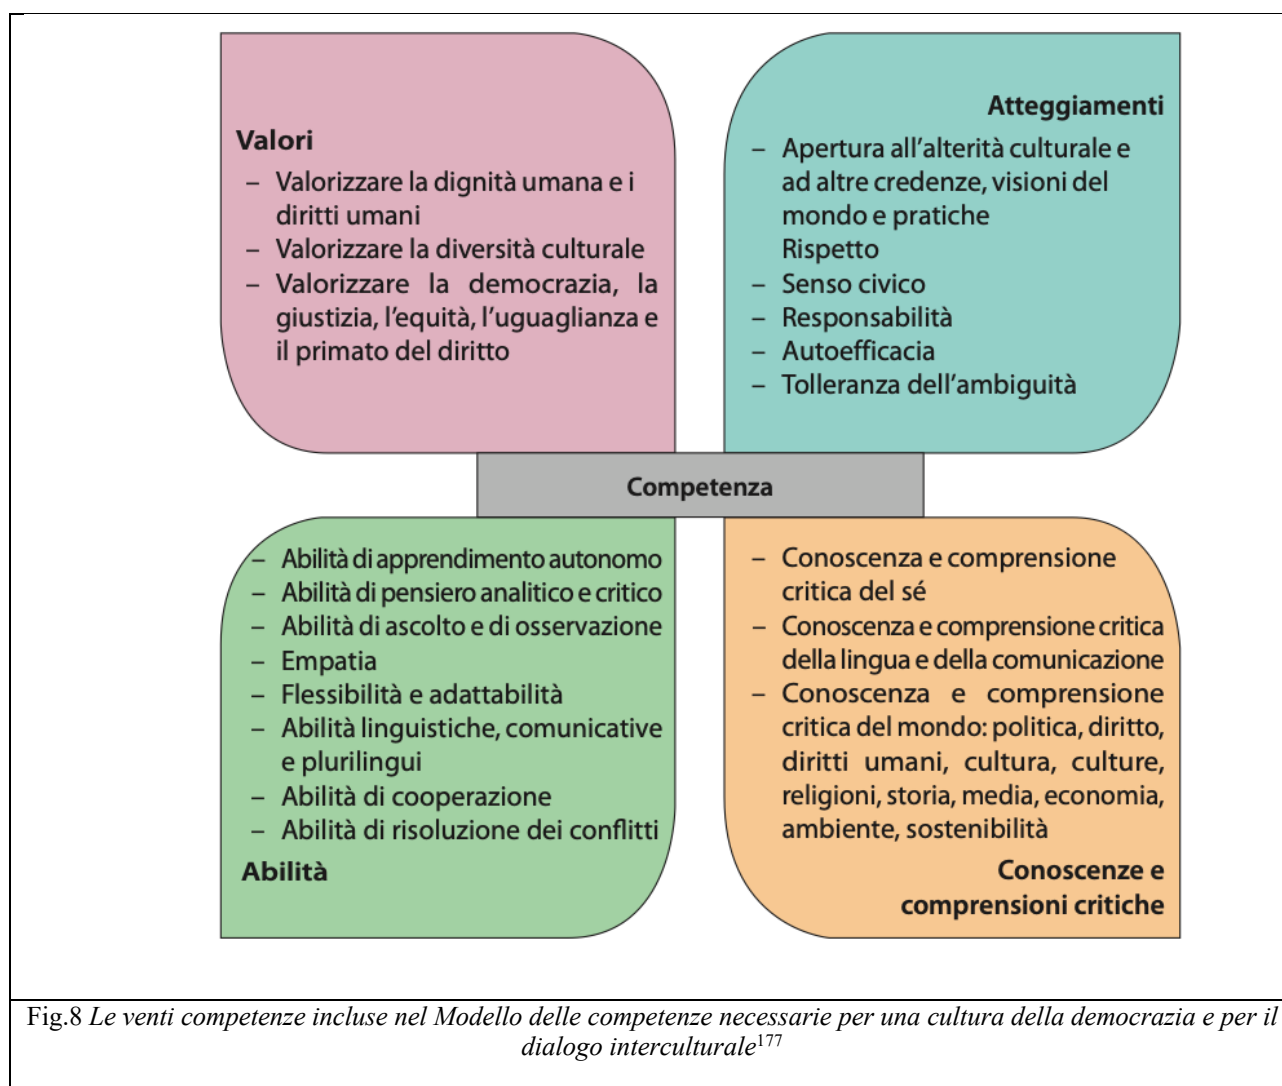 Valori
– Valorizzare la dignità umana e i
diritti umani
– Valorizzare la diversità culturale
– Valorizzare la democrazia, la
giustizia, l’equità, l’uguaglianza e
il primato del diritto
Atteggiamenti
– Apertura all’alterità culturale e
ad altre credenze, visioni del
mondo e pratiche
Rispetto
– Senso civico
– Responsabilità
– Autoefficacia
– Tolleranza dell’ambiguità
Competenza
– Abilità di apprendimento autonomo
– Abilità di pensiero analitico e critico
– Abilità di ascolto e di osservazione
– Empatia
– Flessibilità e adattabilità
– Abilità linguistiche, comunicative
e plurilingui
– Abilità di cooperazione
– Abilità di risoluzione dei conflitti
Abilità
– Conoscenza e comprensione
critica del sé
– Conoscenza e comprensione critica
della lingua e della comunicazione
– Conoscenza e comprensione
critica del mondo: politica, diritto,
diritti umani, cultura, culture,
religioni, storia, media, economia,
ambiente, sostenibilità
Conoscenze e
comprensioni critiche
Fig.8 Le venti competenze incluse nel Modello delle competenze necessarie per una cultura della democrazia e per il
dialogo interculturale177